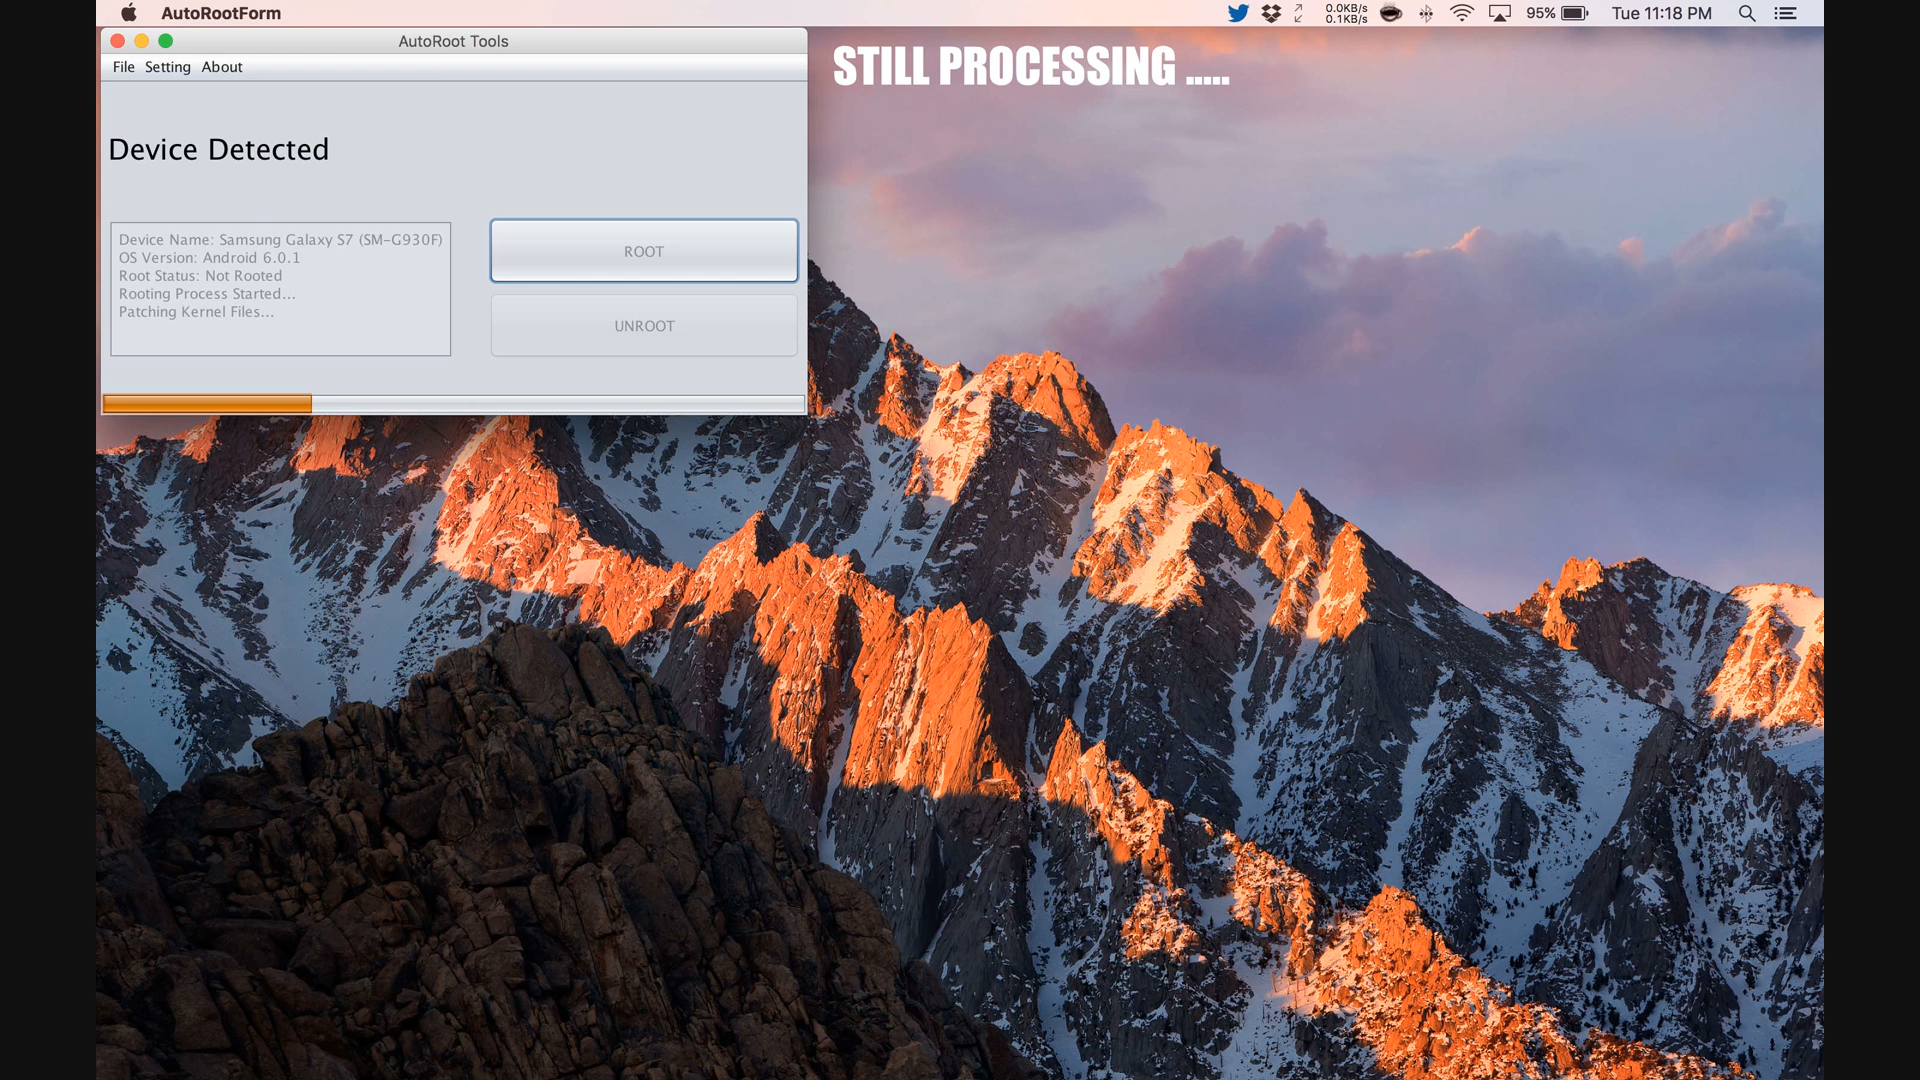 AutoRootForm
0.0KB/s
0.1KB/s
95%
Tue 11:18 PM
AutoRoot Tools
STILL PROCESSING .....
File Setting About
Device Detected
Device Name: Samsung Galaxy S7 (SM-G930F)
OS Version: Android 6.0.1
Root Status: Not Rooted
Rooting Process Started...
Patching Kernel Files...
ROOT
UNROOT